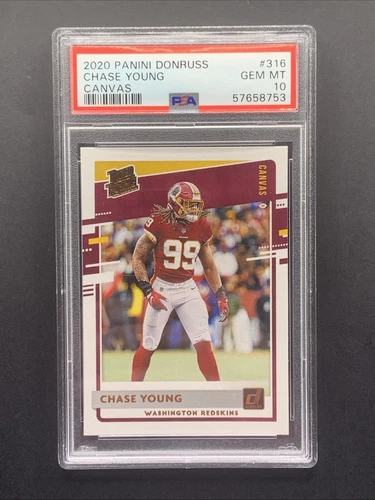 2020 PANINI DONRUSS #316
CHASE YOUNG GEM MT
CANVAS 10
PSA 57658753
RATED ROOKIE
CANVAS
99
CHASE YOUNG
WASHINGTON REDSKINS